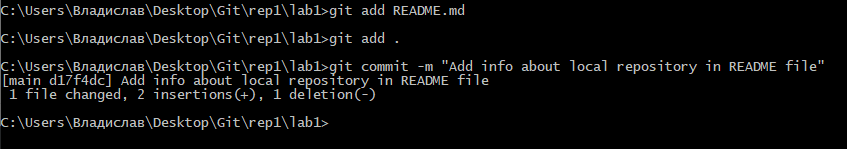 C:\Users\Владислав\Desktop\Git\rep1\lab1>git add README.md
C:\Users\Владислав\Desktop\Git\rep1\lab1>git add .
C:\Users\Владислав\Desktop\Git\rep1\lab1>git commit -m "Add info about local repository in README file"
[main d17f4dc] Add info about local repository in README file
 1 file changed, 2 insertions(+), 1 deletion(-)
C:\Users\Владислав\Desktop\Git\rep1\lab1>